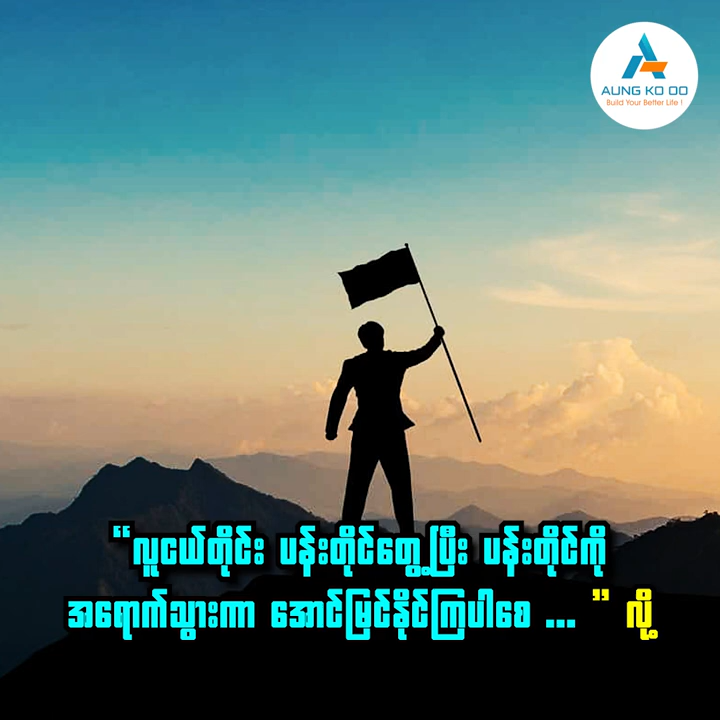 AUNG KO OO
Build Your Better Life !
“လူငယ်တိုင်း ပန်းတိုင်တွေ့ပြီး ပန်းတိုင်ကို
အရောက်သွားကာ အောင်မြင်နိုင်ကြပါစေ ... ” လို့